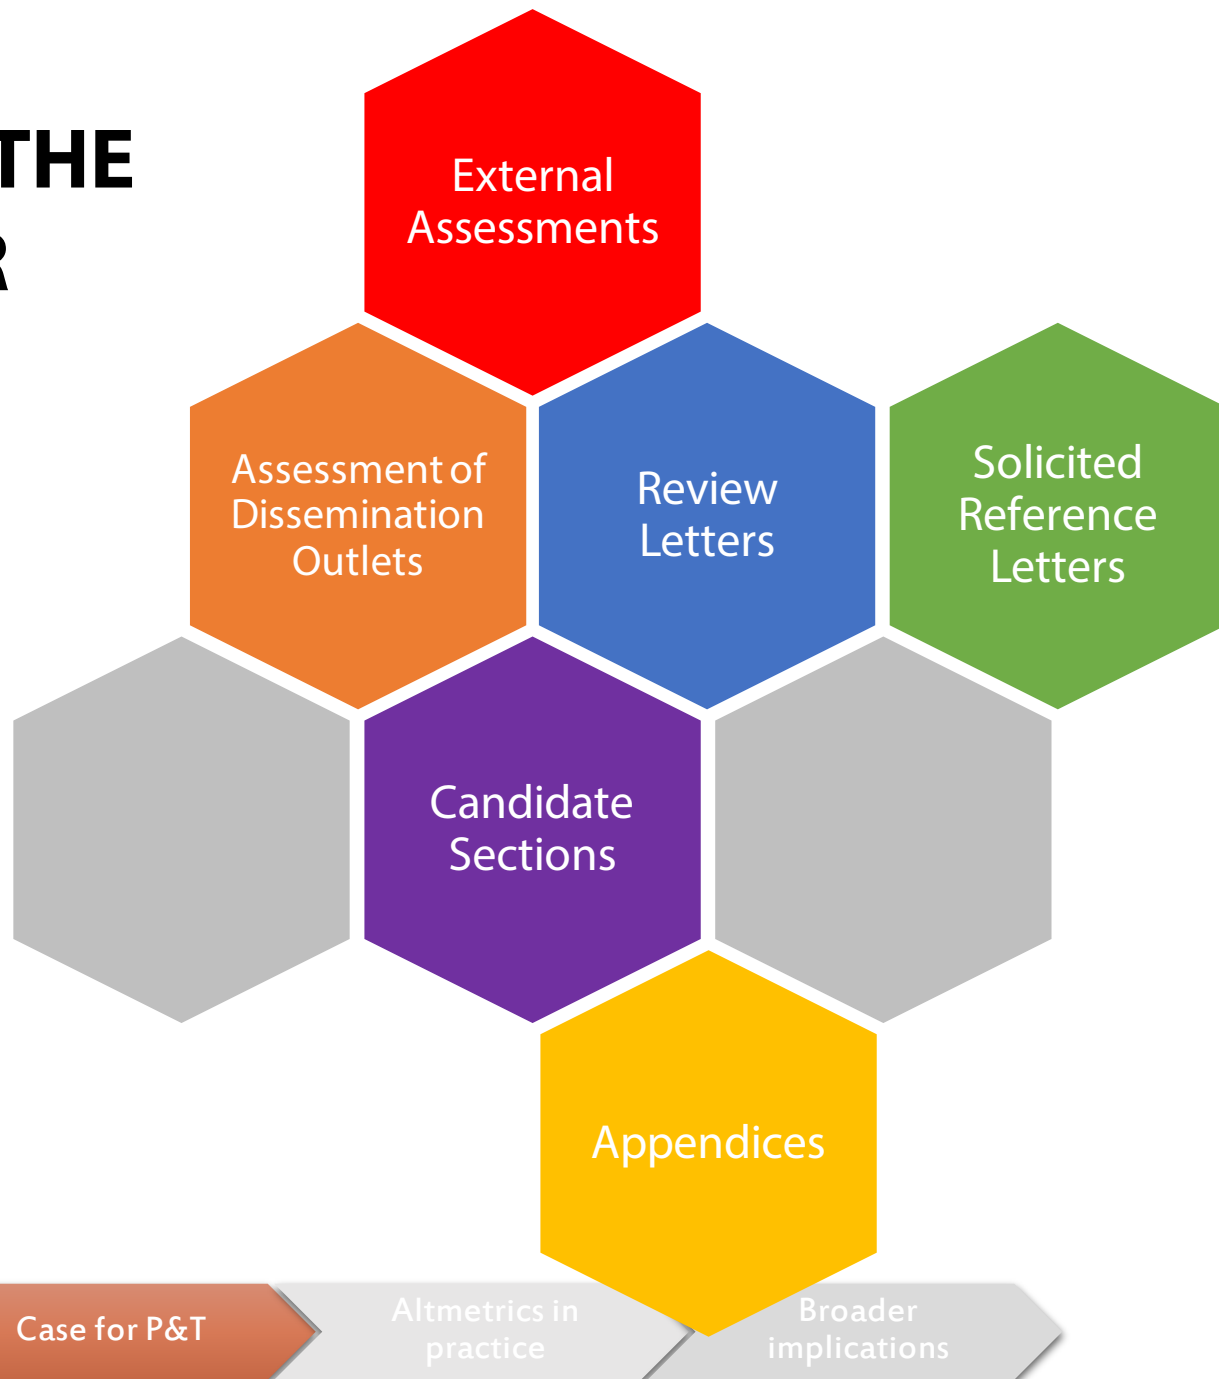 THE
R
External
Assessments
Assessment of
Dissemination
Outlets
Review
Letters
Solicited
Reference
Letters
Candidate
Sections
Appendices
Case for P&T
Altmetrics in
practice
Broader
implications